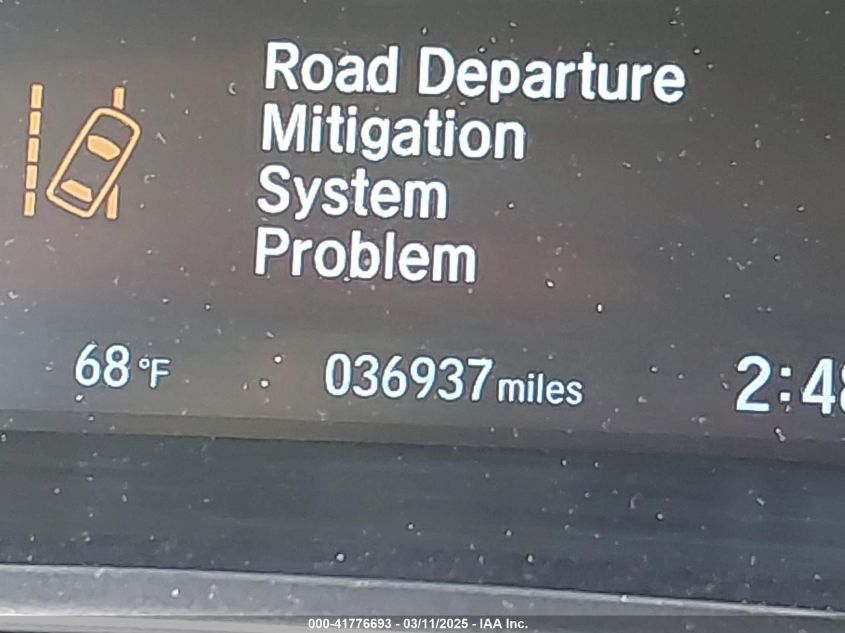 Road Departure
Mitigation
System
Problem
68 °F 036937 miles
000-41776693 - 03/11/2025 - IAA Inc.